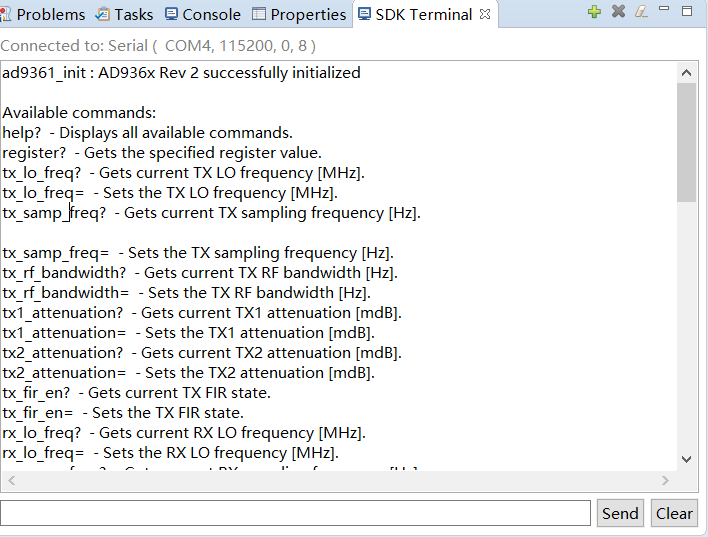 Problems Tasks Console Properties SDK Terminal
Connected to: Serial ( COM4, 115200, 0, 8 )
ad9361_init : AD936x Rev 2 successfully initialized
Available commands:
help? - Displays all available commands.
register? - Gets the specified register value.
tx_lo_freq? - Gets current TX LO frequency [MHz].
tx_lo_freq= - Sets the TX LO frequency [MHz].
tx_samp_freq? - Gets current TX sampling frequency [Hz].
tx_samp_freq= - Sets the TX sampling frequency [Hz].
tx_rf_bandwidth? - Gets current TX RF bandwidth [Hz].
tx_rf_bandwidth= - Sets the TX RF bandwidth [Hz].
tx1_attenuation? - Gets current TX1 attenuation [mdB].
tx1_attenuation= - Sets the TX1 attenuation [mdB].
tx2_attenuation? - Gets current TX2 attenuation [mdB].
tx2_attenuation= - Sets the TX2 attenuation [mdB].
tx_fir_en? - Gets current TX FIR state.
tx_fir_en= - Sets the TX FIR state.
rx_lo_freq? - Gets current RX LO frequency [MHz].
rx_lo_freq= - Sets the RX LO frequency [MHz].
Send Clear